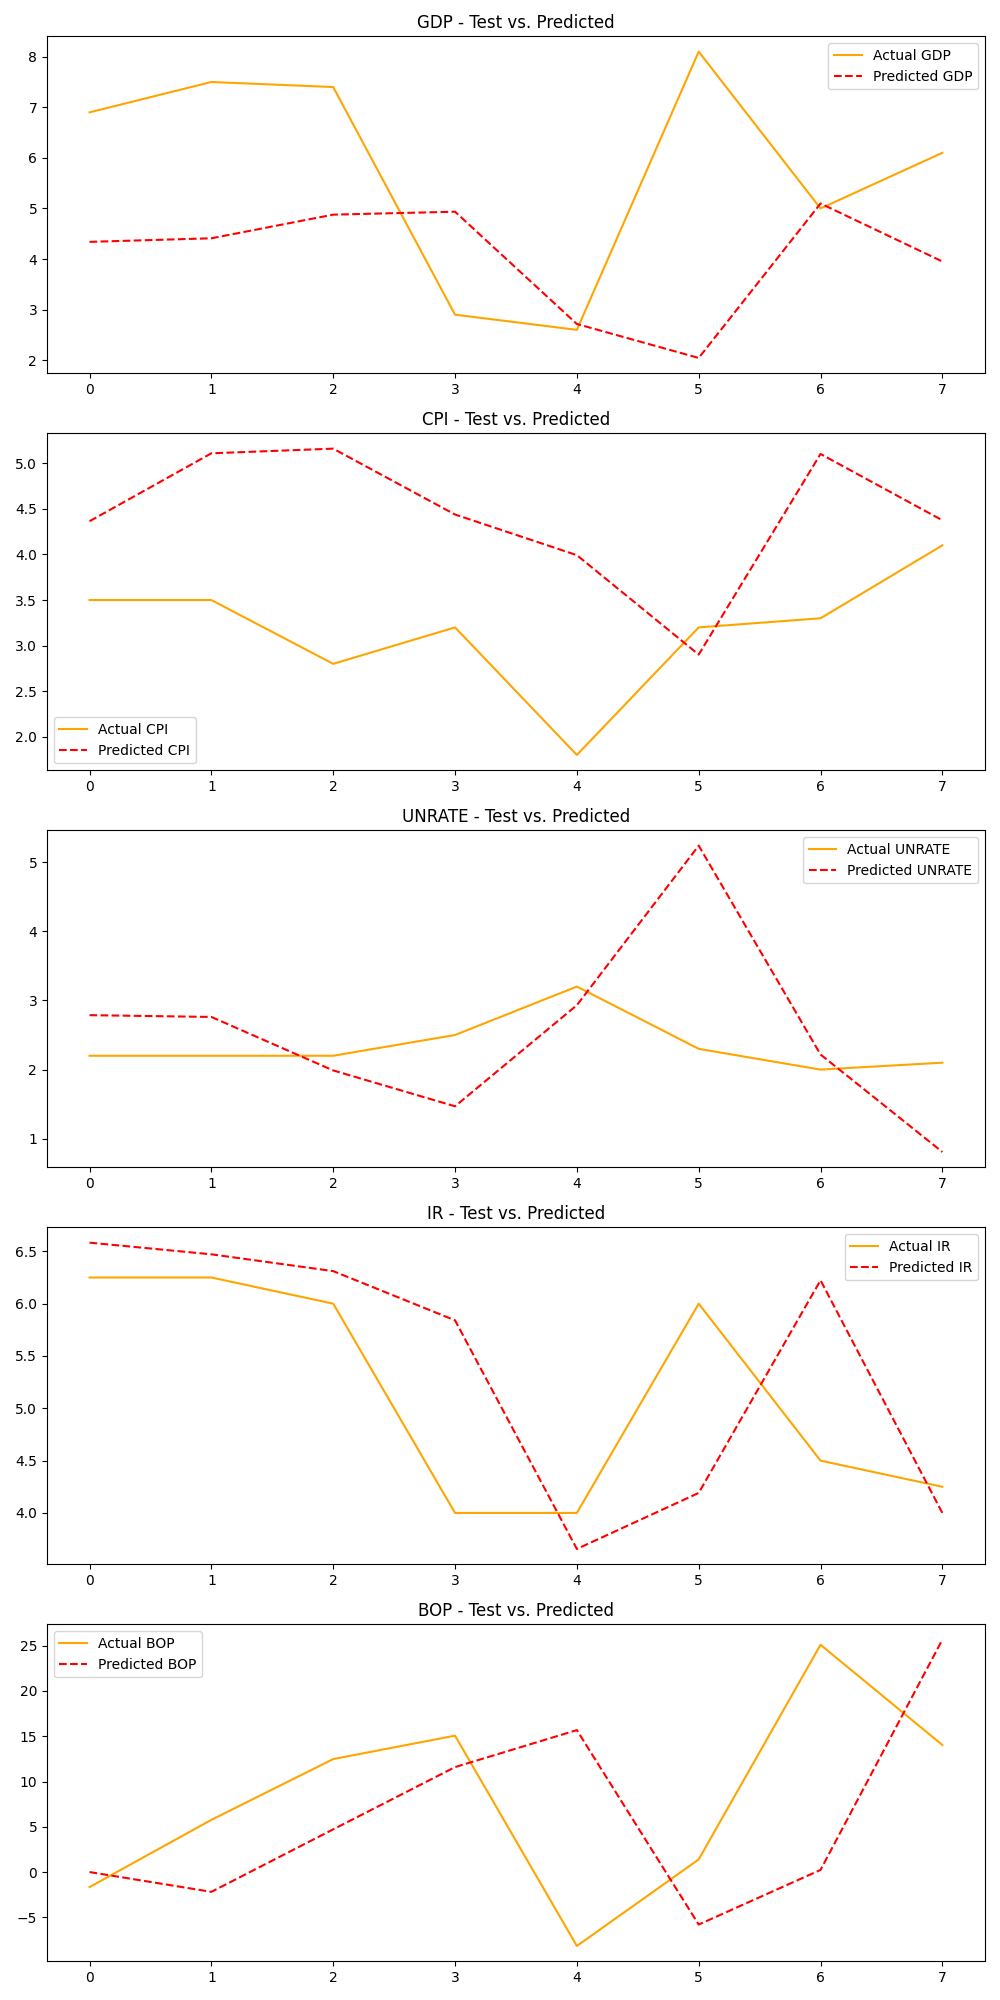 GDP - Test vs. Predicted
8
7
6
5
4
3
2
Actual GDP
Predicted GDP
0 1 2 3 4 5 6 7
CPI - Test vs. Predicted
5.0
4.5
4.0
3.5
3.0
2.5
2.0
Actual CPI
Predicted CPI
0 1 2 3 4 5 6 7
UNRATE - Test vs. Predicted
5
4
3
2
1
Actual UNRATE
Predicted UNRATE
0 1 2 3 4 5 6 7
IR - Test vs. Predicted
6.5
6.0
5.5
5.0
4.5
4.0
Actual IR
Predicted IR
0 1 2 3 4 5 6 7
BOP - Test vs. Predicted
25
20
15
10
5
0
−5
Actual BOP
Predicted BOP
0 1 2 3 4 5 6 7